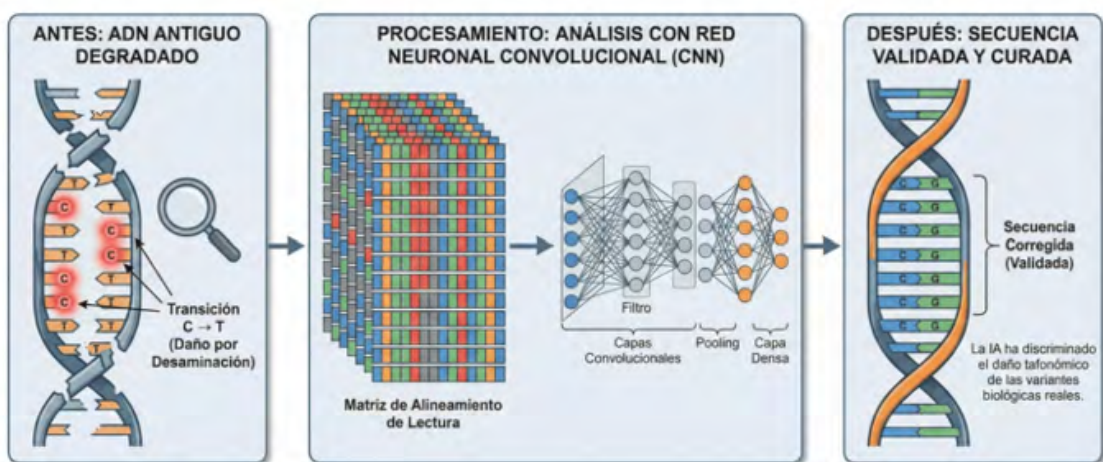 ANTES: ADN ANTIGUO
DEGRADADO
C
T
C
T
C
C
T
C
T
T
Transición
C → T
(Daño por
Desaminación)
PROCESAMIENTO: ANÁLISIS CON RED
NEURONAL CONVOLUCIONAL (CNN)
Matriz de Alineamiento
de Lectura
Filtro
Capas
Convolucionales
Pooling
Capa
Densa
DESPUÉS: SECUENCIA
VALIDADA Y CURADA
C G
C G
C G
C G
C G
C G
C G
Secuencia
Corregida
(Validada)
La IA ha discriminado
el daño tafonómico
de las variantes
biológicas reales.